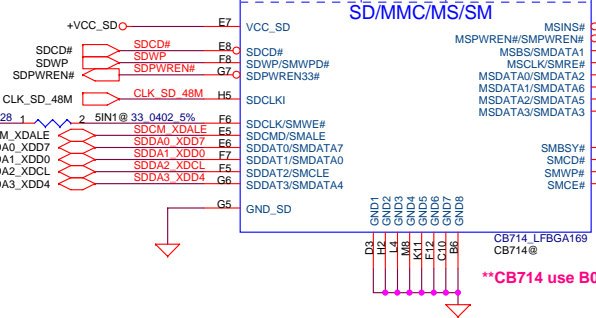 SD/MMC/MS/SM
+VCC_SD E7 VCC_SD MSINS#
MSPWREN#/SMPWREN#
SDCD# SDCD# E8 SDCD# MSBS/SMDATA1
SDWP SDWP F8 SDWP/SMWPD# MSCLK/SMRE#
SDPWREN# SDPWREN# G7 SDPWREN33# MSDATA0/SMDATA2
MSDATA1/SMDATA6
CLK_SD_48M CLK_SD_48M H5 SDCLKI MSDATA2/SMDATA5
MSDATA3/SMDATA3
28 1 2 5IN1@ 33_0402_5% F6 SDCLK/SMWE#
M_XDALE SDCM_XDALE E5 SDCMD/SMALE
A0_XDD7 SDDA0_XDD7 E6 SDDAT0/SMDATA7 SMBSY#
A1_XDD0 SDDA1_XDD0 F7 SDDAT1/SMDATA0 SMCD#
A2_XDCL SDDA2_XDCL F5 SDDAT2/SMCLE SMWP#
A3_XDD4 SDDA3_XDD4 G6 SDDAT3/SMDATA4 SMCE#
G5 GND_SD
GND1 GND2 GND3 GND4 GND5 GND6 GND7 GND8
D3 H2 L4 M8 K11 F12 C10 B6
CB714_LFBGA169
CB714@
**CB714 use B0